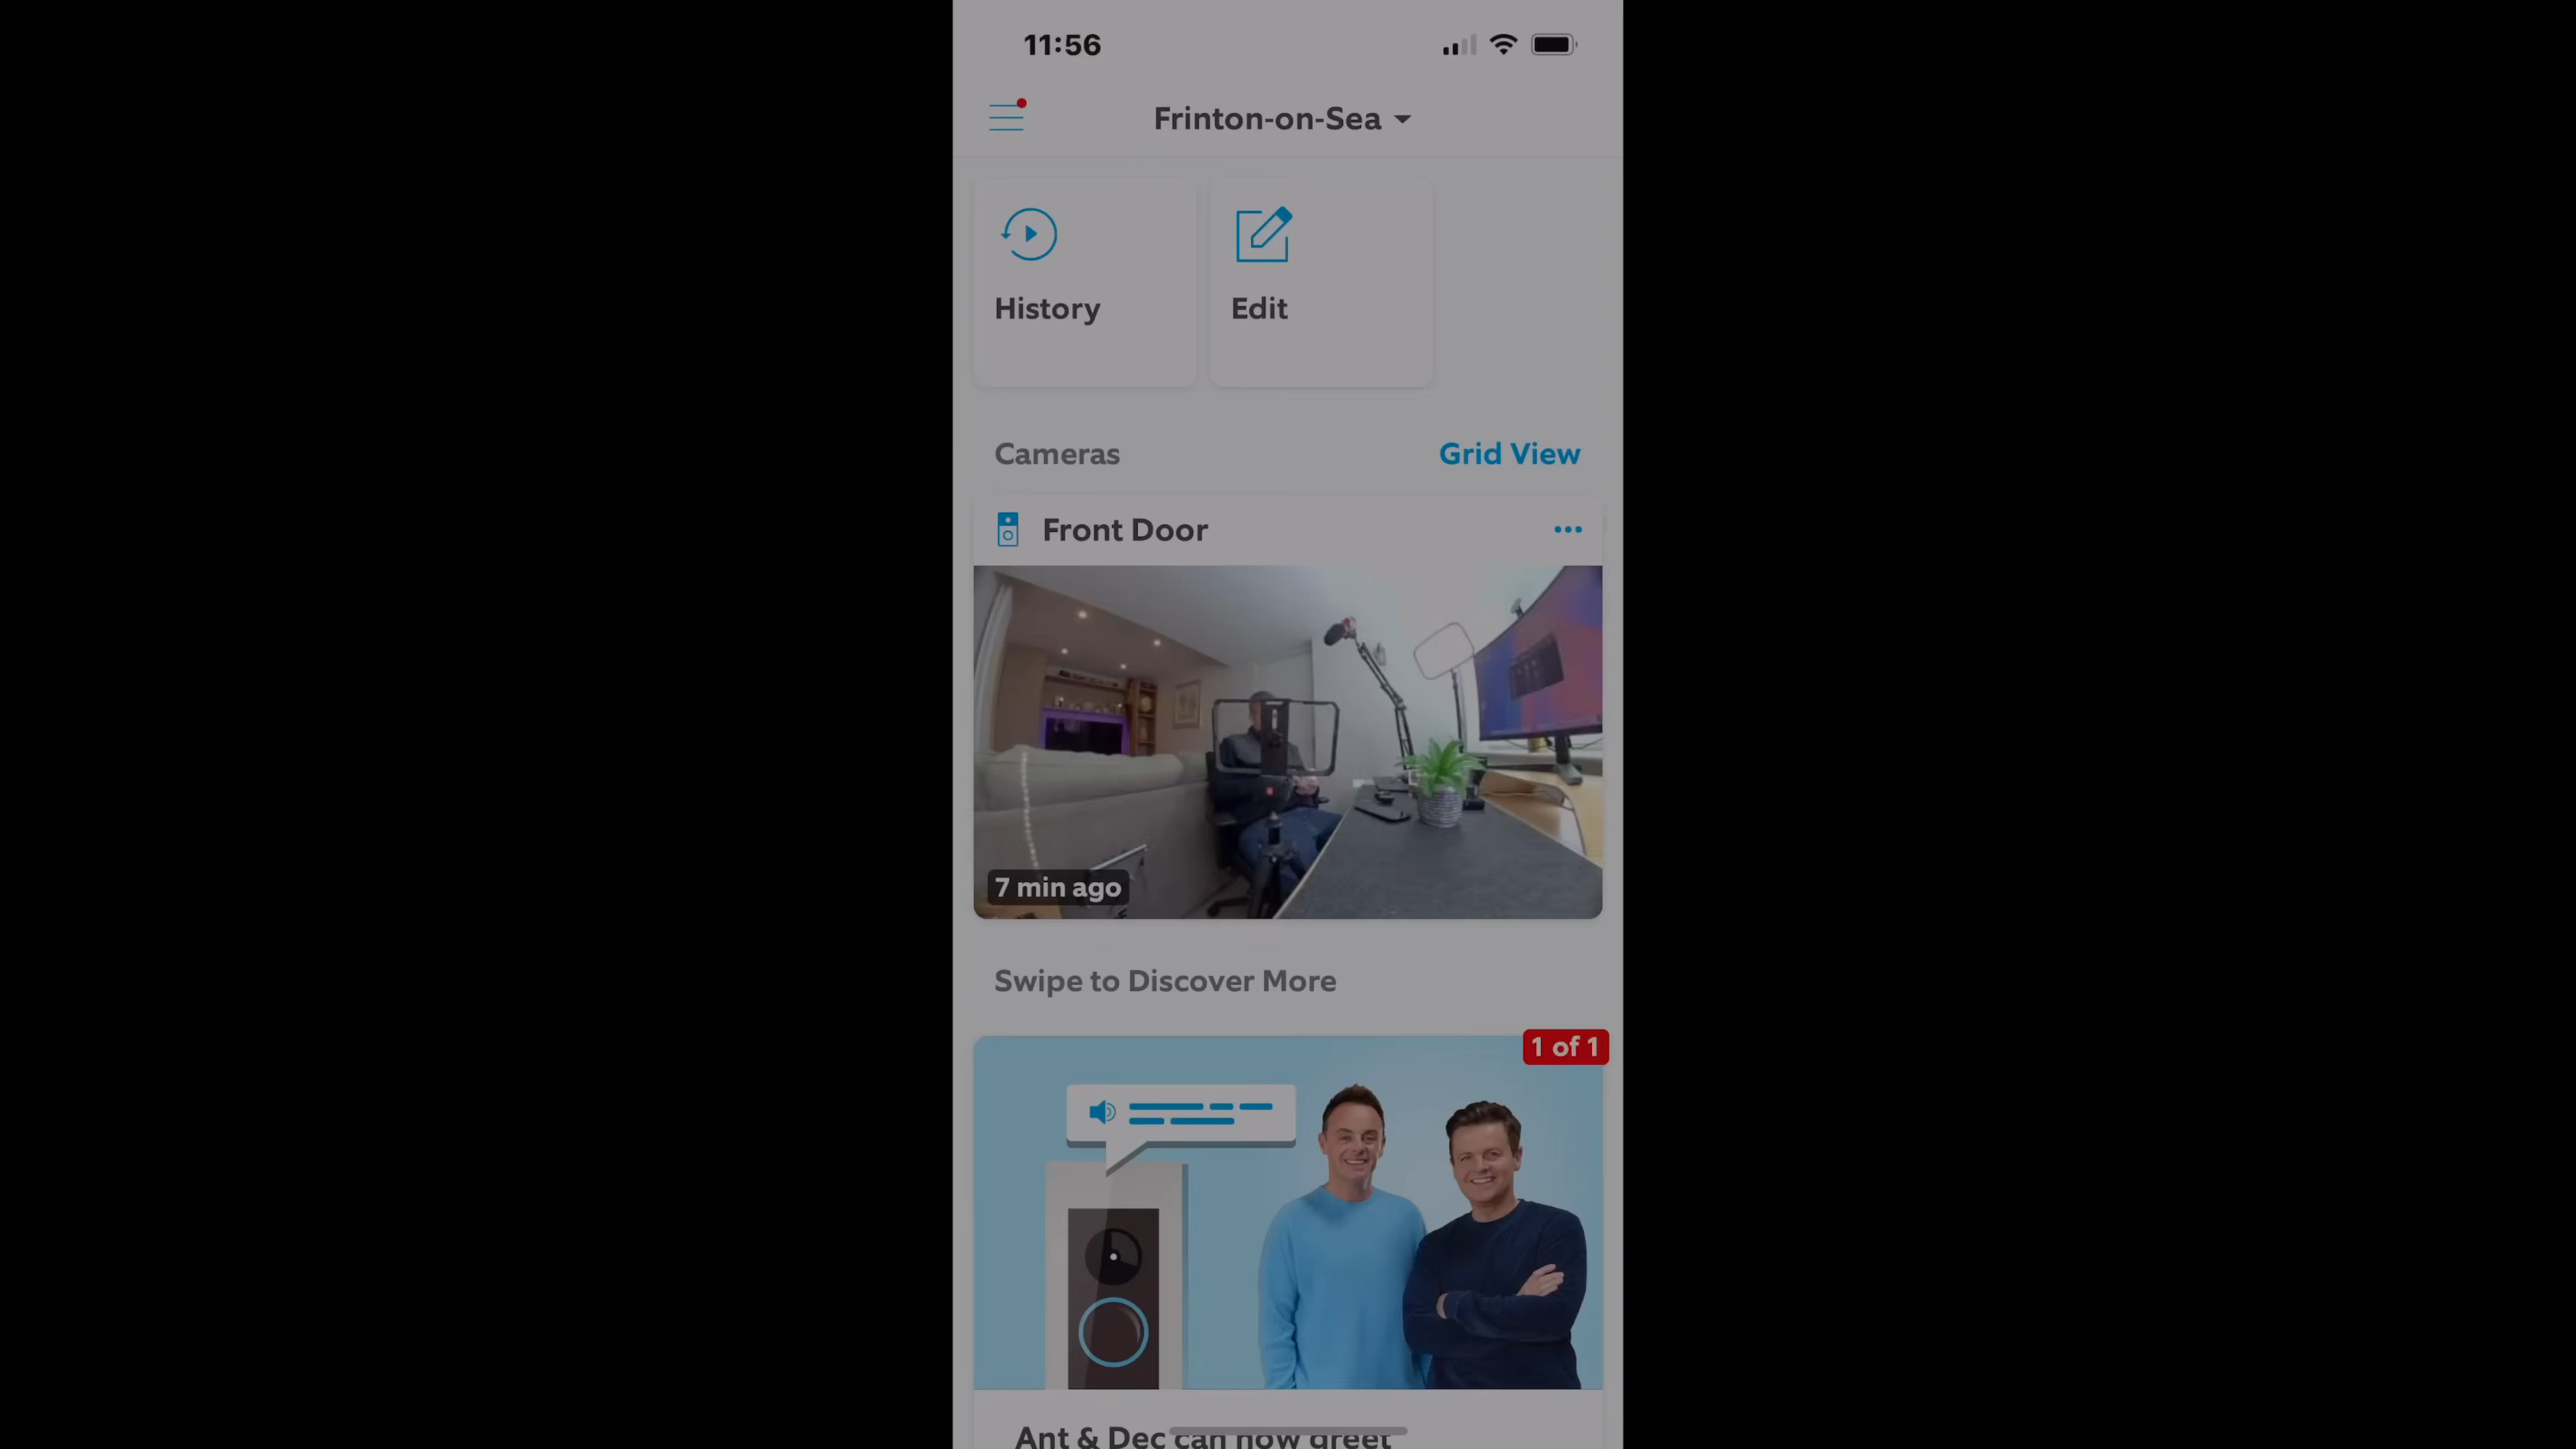 11:56
Frinton-on-Sea
History
Edit
Cameras
Grid View
Front Door
7 min ago
Swipe to Discover More
1 of 1
Ant & Dec can now greet